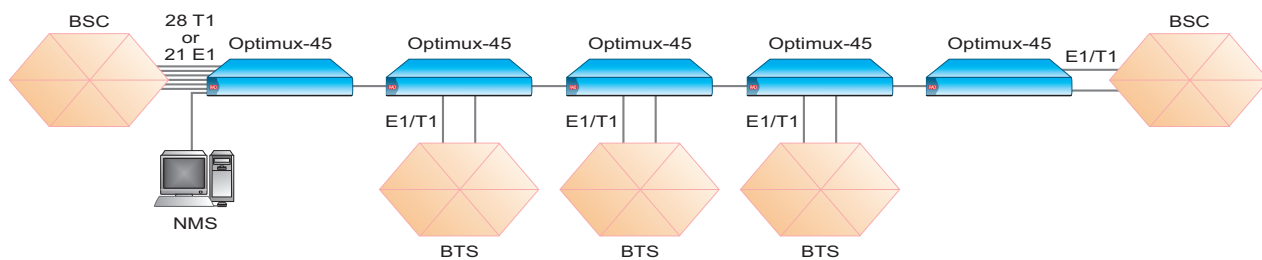 BSC
28 T1
or
21 E1
Optimux-45
Optimux-45
Optimux-45
Optimux-45
Optimux-45
E1/T1
BSC
E1/T1
E1/T1
E1/T1
NMS
BTS
BTS
BTS